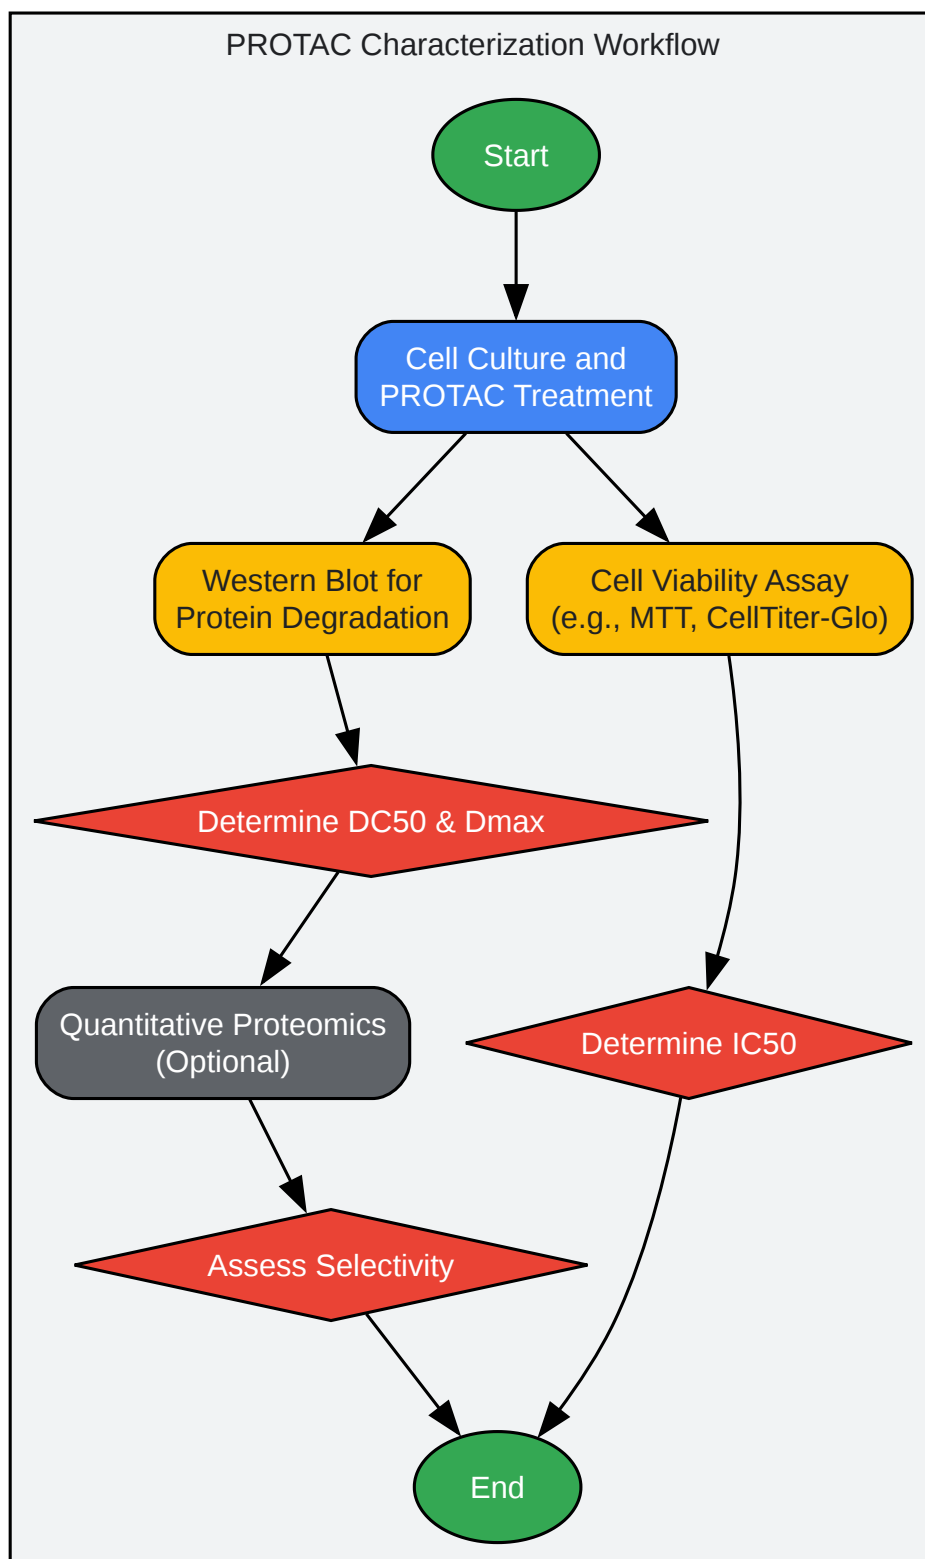 PROTAC Characterization Workflow
Start
Cell Culture and
PROTAC Treatment
Western Blot for
Protein Degradation
Cell Viability Assay
(e.g., MTT, CellTiter-Glo)
Determine DC50 & Dmax
Quantitative Proteomics
(Optional)
Determine IC50
Assess Selectivity
End